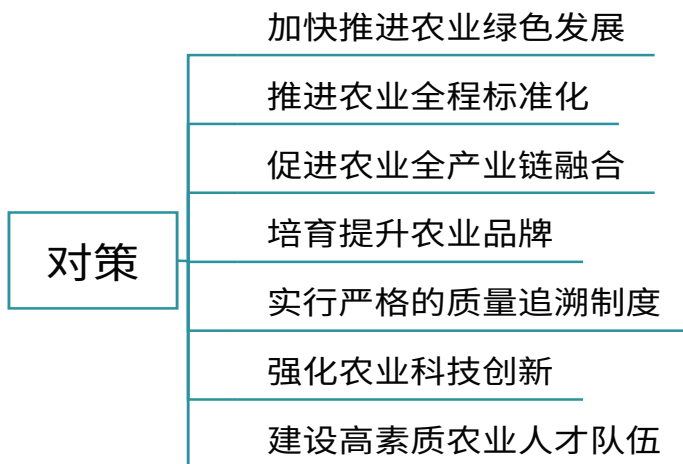 加快推进农业绿色发展
推进农业全程标准化
促进农业全产业链融合
培育提升农业品牌
对策
实行严格的质量追溯制度
强化农业科技创新
建设高素质农业人才队伍